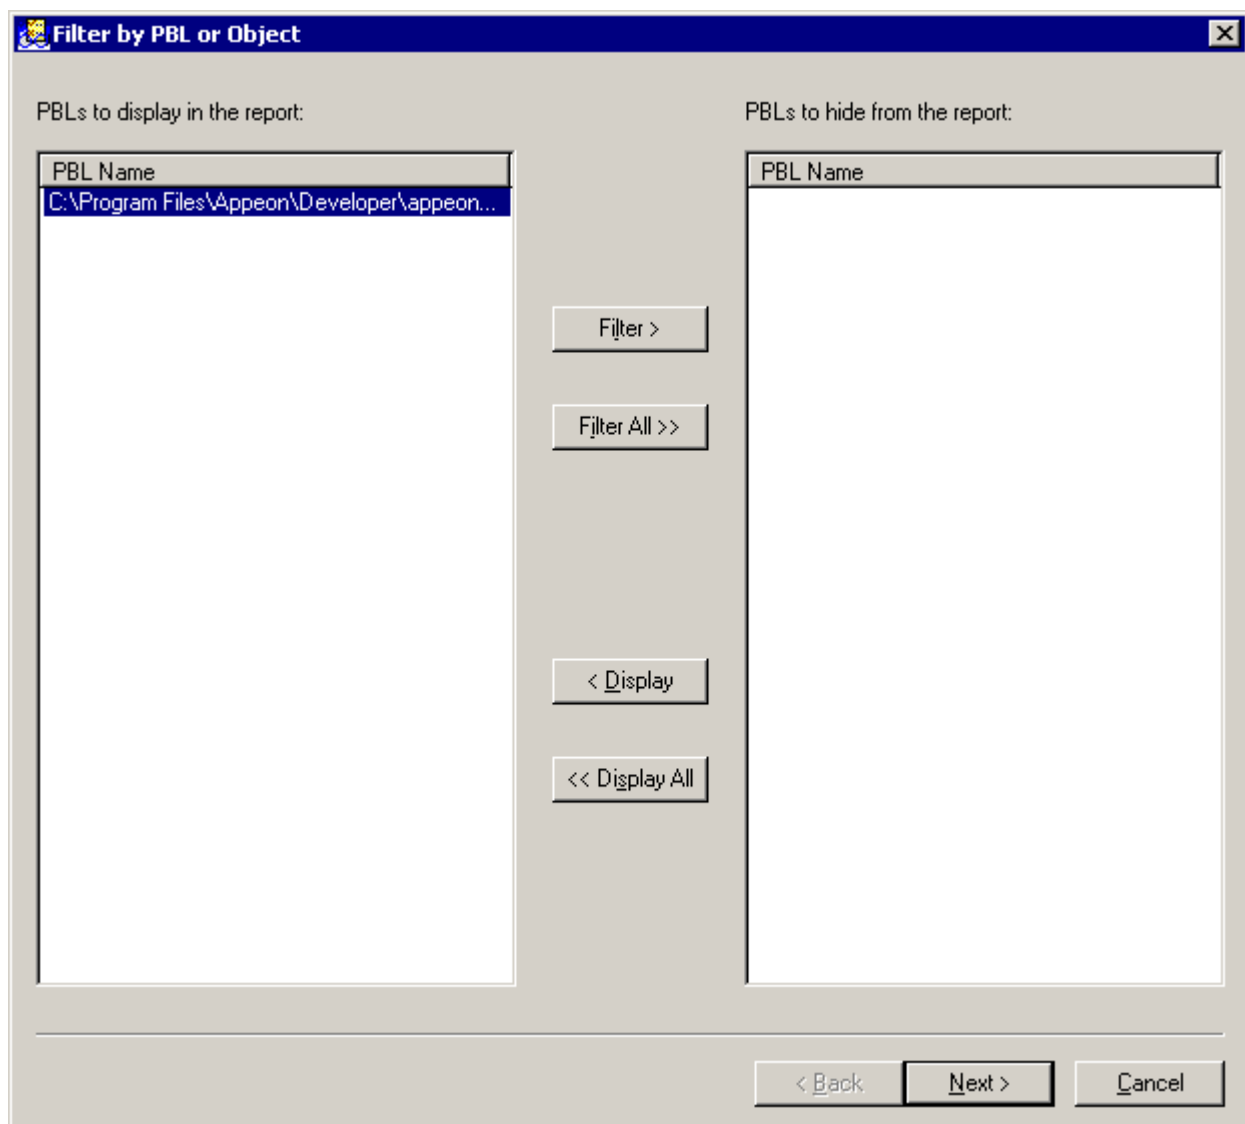 Filter by PBL or Object
PBLs to display in the report:
PBLs to hide from the report:
PBL Name
PBL Name
C:\Program Files\Appeon\Developer\appeon...
Filter >
Filter All >>
< Display
<< Display All
< Back
Next >
Cancel